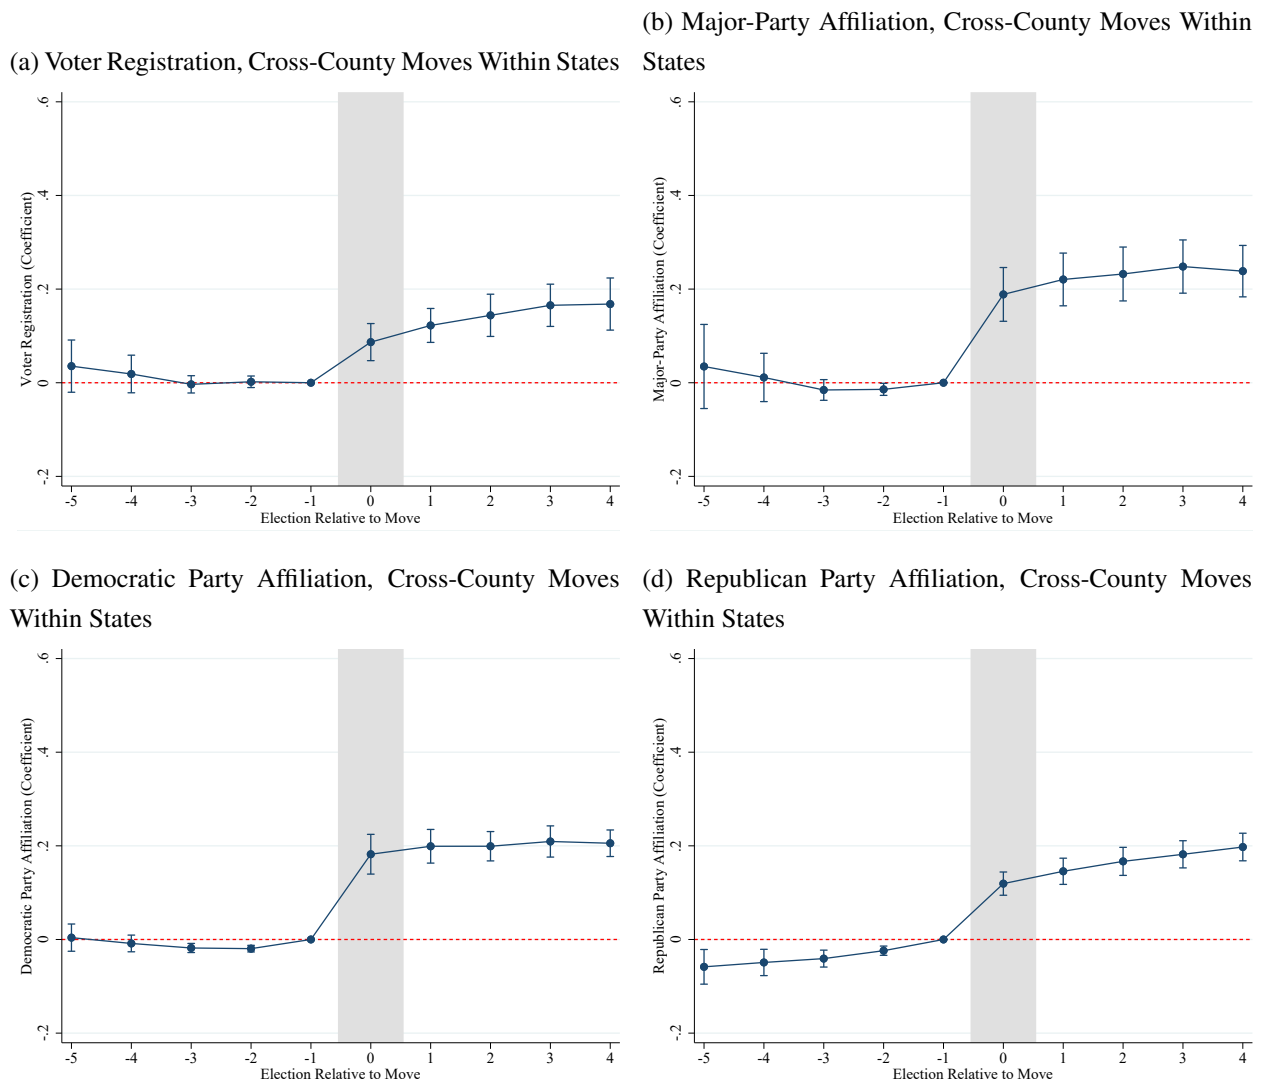 (a) Voter Registration, Cross-County Moves Within States
.6
.4
.2
0
-.2
Voter Registration (Coefficient)
-5 -4 -3 -2 -1 0 1 2 3 4
Election Relative to Move
(b) Major-Party Affiliation, Cross-County Moves Within
States
.6
.4
.2
0
-.2
Major-Party Affiliation (Coefficient)
-5 -4 -3 -2 -1 0 1 2 3 4
Election Relative to Move
(c) Democratic Party Affiliation, Cross-County Moves
Within States
.6
.4
.2
0
-.2
Democratic Party Affiliation (Coefficient)
-5 -4 -3 -2 -1 0 1 2 3 4
Election Relative to Move
(d) Republican Party Affiliation, Cross-County Moves
Within States
.6
.4
.2
0
-.2
Republican Party Affiliation (Coefficient)
-5 -4 -3 -2 -1 0 1 2 3 4
Election Relative to Move